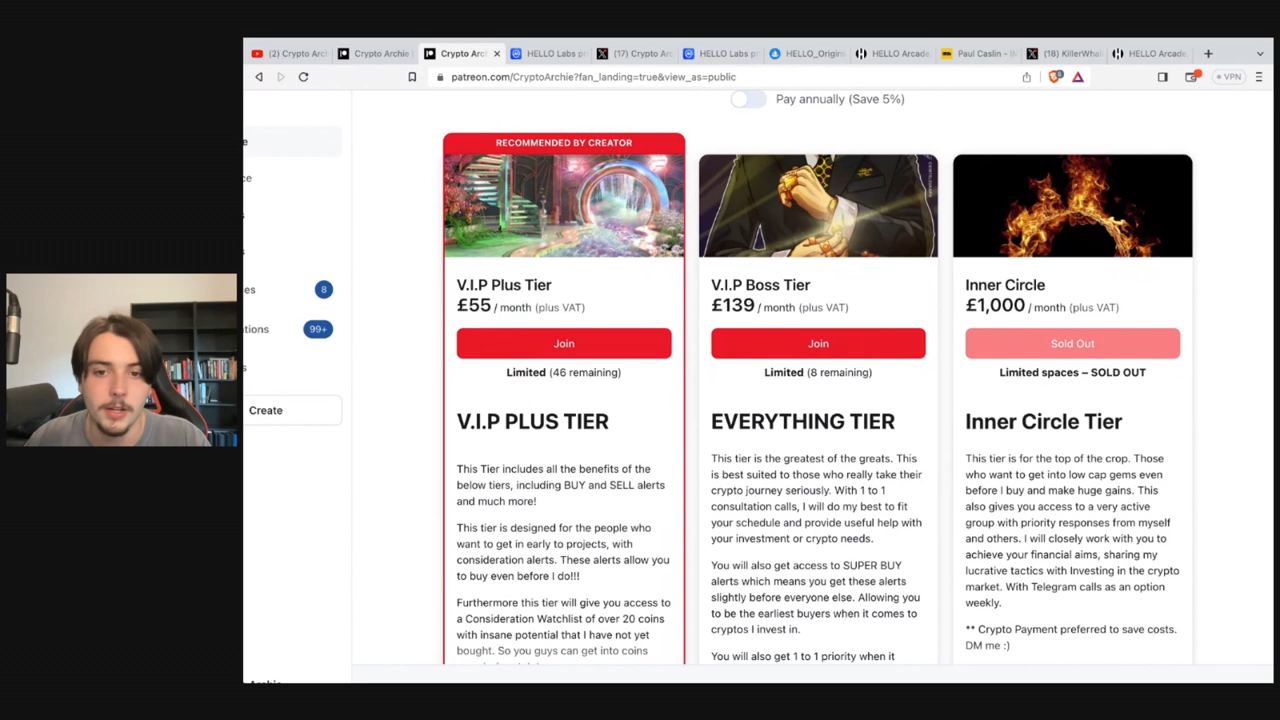 (2) Crypto Arc
Crypto Archie
Crypto Arc
HELLO Labs p
(17) Crypto Arc
HELLO Labs p
HELLO_Origins
HELLO Arcade
Paul Caslin -
(18) KillerWha
HELLO Arcade
patreon.com/CryptoArchie?fan_landing=true&view_as=public
VPN
Pay annually (Save 5%)
e
ce
s
s
es
8
ations
99+
s
Create
RECOMMENDED BY CREATOR
V.I.P Plus Tier
£55 / month (plus VAT)
Join
Limited (46 remaining)
V.I.P PLUS TIER
This Tier includes all the benefits of the
below tiers, including BUY and SELL alerts
and much more!
This tier is designed for the people who
want to get in early to projects, with
consideration alerts. These alerts allow you
to buy even before I do!!!
Furthermore this tier will give you access to
a Consideration Watchlist of over 20 coins
with insane potential that I have not yet
bought. So you guys can get into coins
V.I.P Boss Tier
£139 / month (plus VAT)
Join
Limited (8 remaining)
EVERYTHING TIER
This tier is the greatest of the greats. This
is best suited to those who really take their
crypto journey seriously. With 1 to 1
consultation calls, I will do my best to fit
your schedule and provide useful help with
your investment or crypto needs.
You will also get access to SUPER BUY
alerts which means you get these alerts
slightly before everyone else. Allowing you
to be the earliest buyers when it comes to
cryptos I invest in.
You will also get 1 to 1 priority when it
Inner Circle
£1,000 / month (plus VAT)
Sold Out
Limited spaces – SOLD OUT
Inner Circle Tier
This tier is for the top of the crop. Those
who want to get into low cap gems even
before I buy and make huge gains. This
also gives you access to a very active
group with priority responses from myself
and others. I will closely work with you to
achieve your financial aims, sharing my
lucrative tactics with Investing in the crypto
market. With Telegram calls as an option
weekly.
** Crypto Payment preferred to save costs.
DM me :)